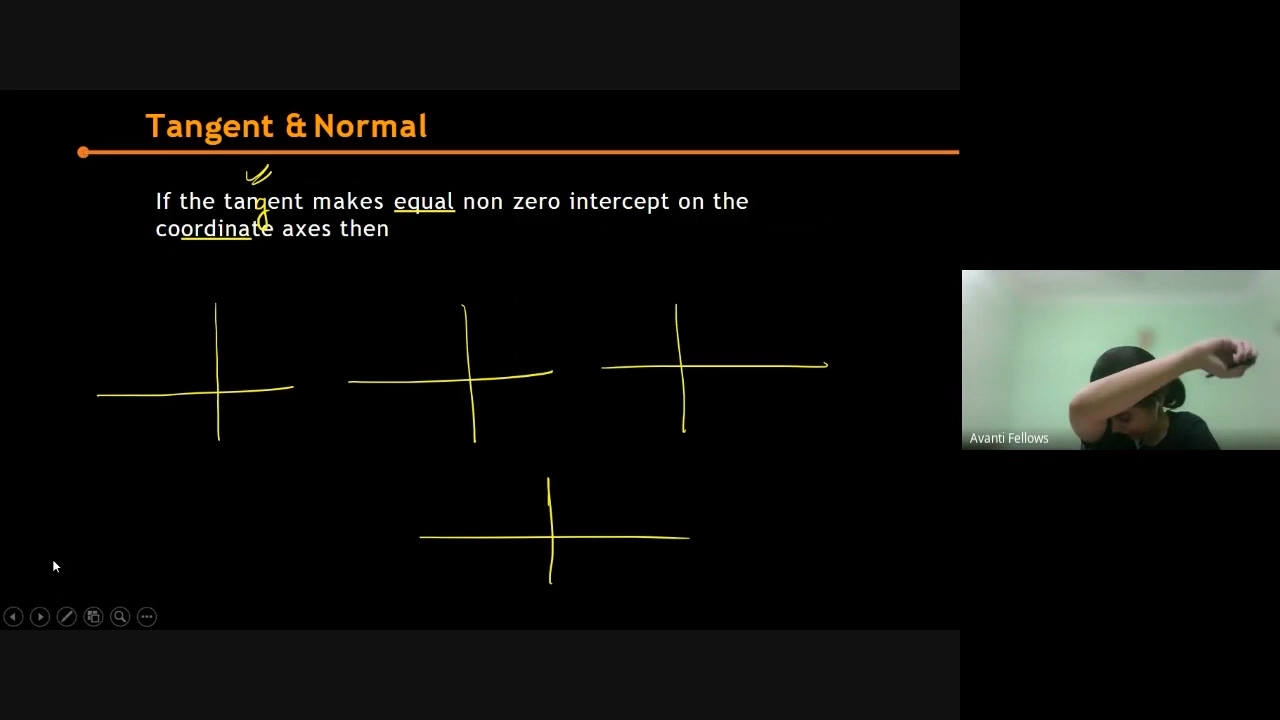 Tangent & Normal
If the tangent makes equal non zero intercept on the
coordinate axes then
Avanti Fellows